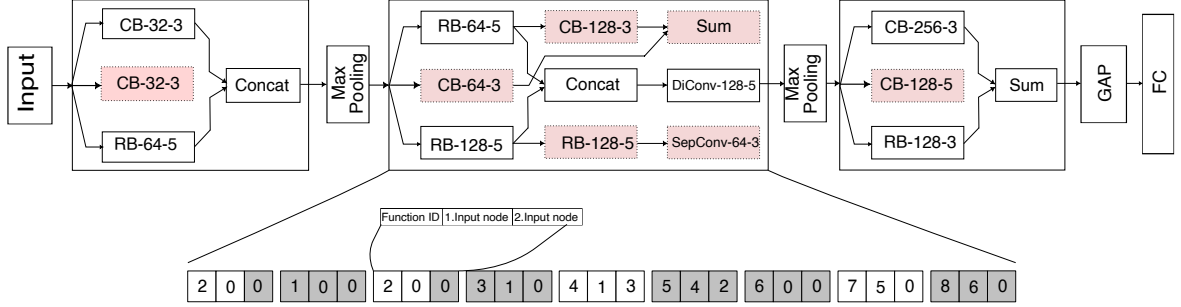 Input
CB-32-3
CB-32-3
RB-64-5
Concat
Max Pooling
RB-64-5
CB-64-3
RB-128-5
CB-128-3
Concat
RB-128-5
Sum
DiConv-128-5
SepConv-64-3
Max Pooling
CB-256-3
CB-128-5
RB-128-3
Sum
GAP
FC
Function ID 1.Input node 2.Input node
2 0 0 1 0 0 2 0 0 3 1 0 4 1 3 5 4 2 6 0 0 7 5 0 8 6 0